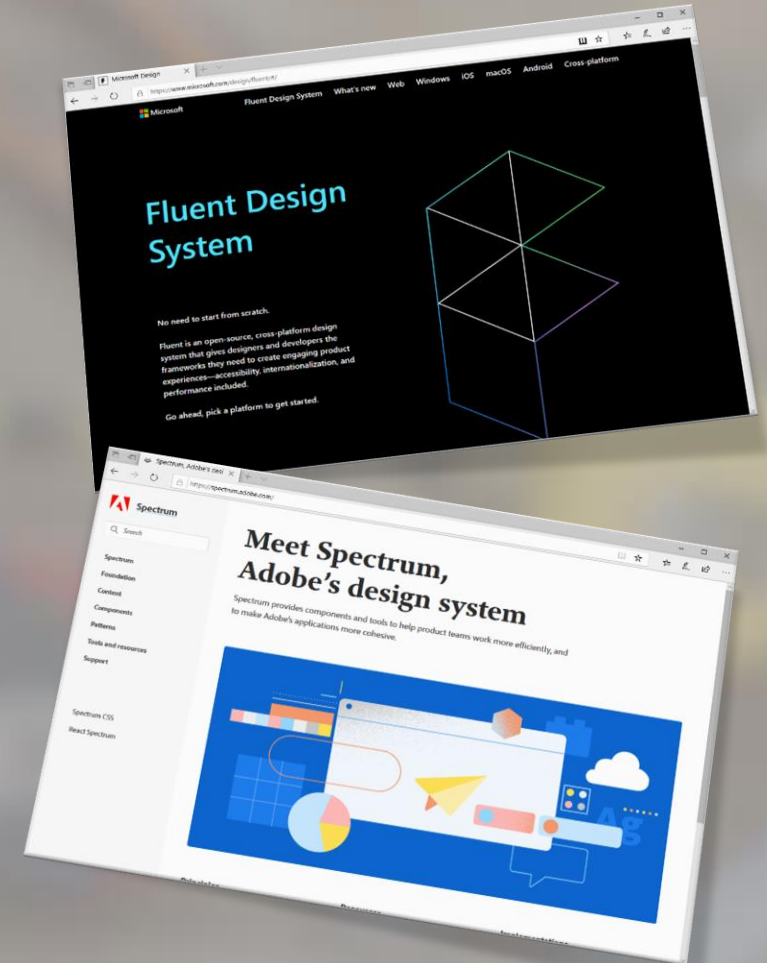 Microsoft Design
https://www.microsoft.com/design/fluent/#/
Microsoft
Fluent Design System
What's new
Web
Windows
iOS
macOS
Android
Cross-platform
Fluent Design
System
No need to start from scratch.
Fluent is an open-source, cross-platform design
system that gives designers and developers the
frameworks they need to create engaging product
experiences—accessibility, internationalization, and
performance included.
Go ahead, pick a platform to get started.
Spectrum, Adobe's desi
https://spectrum.adobe.com/
Spectrum
Search
Spectrum
Foundation
Content
Components
Patterns
Tools and resources
Support
Spectrum CSS
React Spectrum
Meet Spectrum,
Adobe's design system
Spectrum provides components and tools to help product teams work more efficiently, and
to make Adobe's applications more cohesive.
Ag